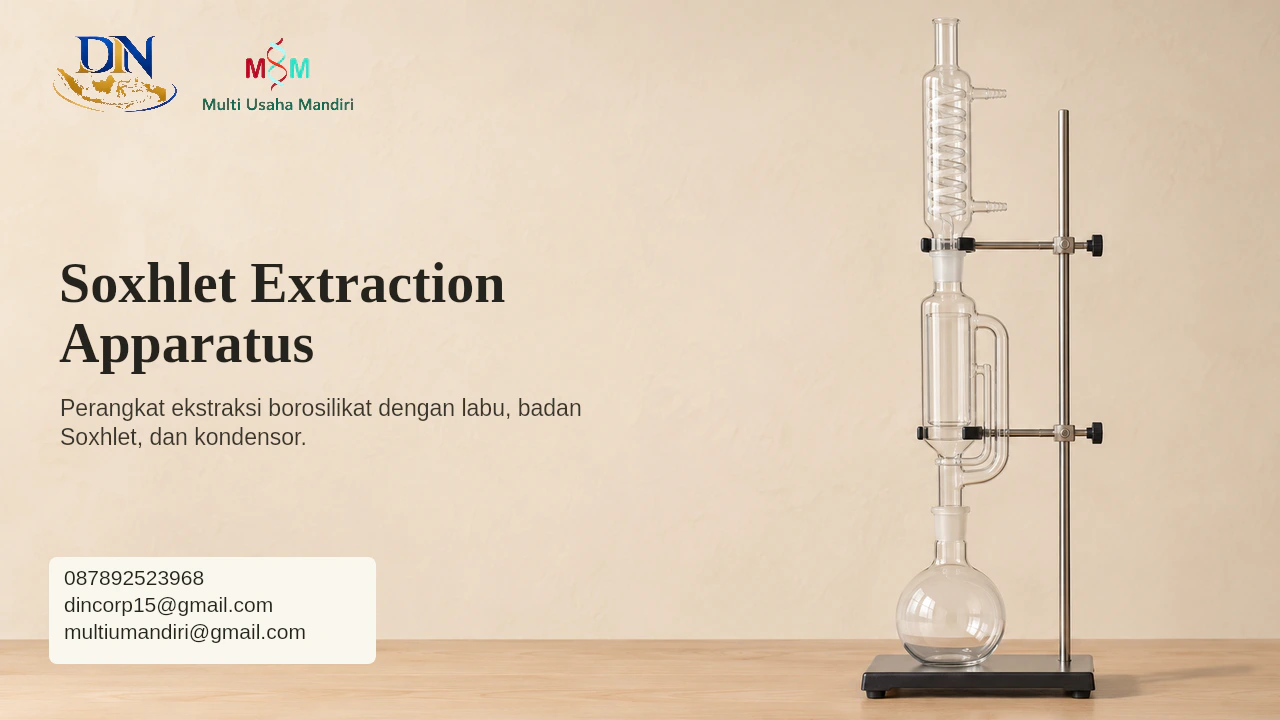 DIN
MSM
Multi Usaha Mandiri
Soxhlet Extraction
Apparatus
Perangkat ekstraksi borosilikat dengan labu, badan
Soxhlet, dan kondensor.
087892523968
dincorp15@gmail.com
multiumandiri@gmail.com